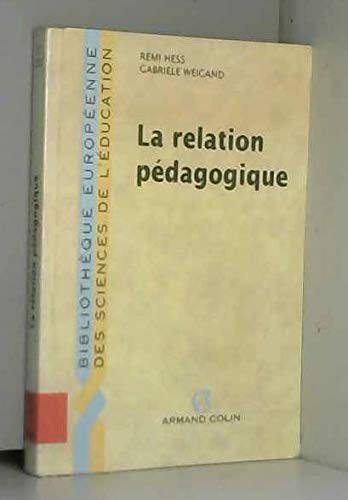 REMI HESS
GABRIELE WEIGAND
La relation
pédagogique
BIBLIOTHÈQUE EUROPÉENNE
DES SCIENCES DE L'ÉDUCATION
ARMAND COLIN
La relation pédagogique